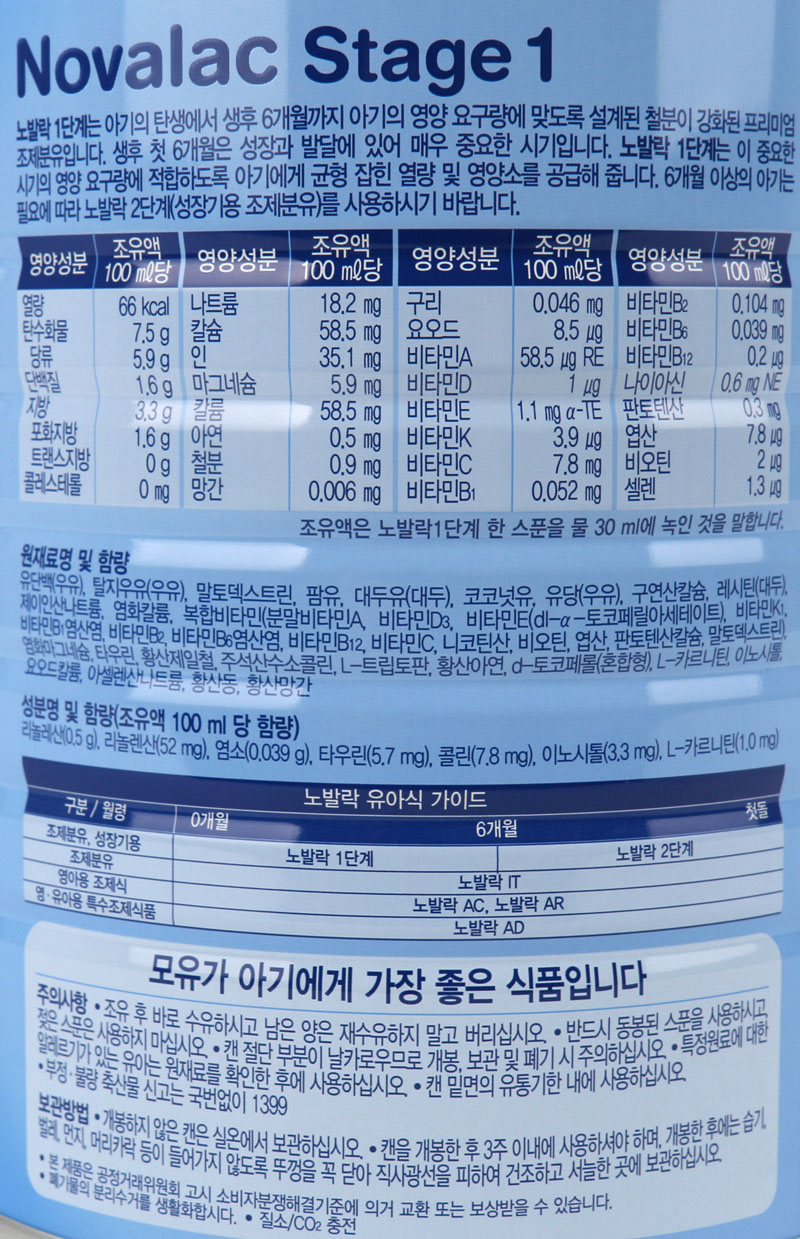 Novalac Stage 1
노발락 1단계는 아기의 탄생에서 생후 6개월까지 아기의 영양 요구량에 맞도록 설계된 철분이 강화된 프리미엄
조제분유입니다. 생후 첫 6개월은 성장과 발달에 있어 매우 중요한 시기입니다. 노발락 1단계는 이 중요한
시기의 영양 요구량에 적합하도록 아기에게 균형 잡힌 열량 및 영양소를 공급해 줍니다. 6개월 이상의 아기는
필요에 따라 노발락 2단계(성장기용 조제분유)를 사용하시기 바랍니다.
영양성분 조유액 100 ㎖당 영양성분 조유액 100 ㎖당 영양성분 조유액 100 ㎖당 영양성분 조유액 100 ㎖당
열량 66 kcal 나트륨 18.2 mg 구리 0.046 mg 비타민B2 0.104 mg
탄수화물 7.5 g 칼슘 58.5 mg 요오드 8.5 µg 비타민B6 0.039 mg
당류 5.9 g 인 35.1 mg 비타민A 58.5 µg RE 비타민B12 0.2 µg
단백질 1.6 g 마그네슘 5.9 mg 비타민D 1 µg 나이아신 0.6 mg NE
지방 3.3 g 칼륨 58.5 mg 비타민E 1.1 mg α-TE 판토텐산 0.3 mg
포화지방 1.6 g 아연 0.5 mg 비타민K 3.9 µg 엽산 7.8 µg
트랜스지방 0 g 철분 0.9 mg 비타민C 7.8 mg 비오틴 2 µg
콜레스테롤 0 mg 망간 0.006 mg 비타민B1 0.052 mg 셀렌 1.3 µg
조유액은 노발락1단계 한 스푼을 물 30 ml에 녹인 것을 말합니다.
원재료명 및 함량
유단백(우유), 탈지우유(우유), 말토덱스트린, 팜유, 대두유(대두), 코코넛유, 유당(우유), 구연산칼슘, 레시틴(대두),
제이인산나트륨, 염화칼륨, 복합비타민(분말비타민A, 비타민D3, 비타민E(dl-α-토코페릴아세테이트), 비타민K1,
비타민B1염산염, 비타민B2, 비타민B6염산염, 비타민B12, 비타민C, 니코틴산, 비오틴, 엽산, 판토텐산칼슘, 말토덱스트린)
염화마그네슘, 타우린, 황산제일철, 주석산수소콜린, L-트립토판, 황산아연, d-토코페롤(혼합형), L-카르니틴, 이노시톨,
요오드칼륨, 아셀렌산나트륨, 황산동, 황산망간
성분명 및 함량(조유액 100 ml 당 함량)
리놀레산(0.5 g), 리놀렌산(52 mg), 염소(0.039 g), 타우린(5.7 mg), 콜린(7.8 mg), 이노시톨(3.3 mg), L-카르니틴(1.0 mg)
노발락 유아식 가이드
구분 / 월령 0개월 6개월 첫돌
조제분유, 성장기용
조제분유 노발락 1단계 노발락 2단계
영아용 조제식 노발락 IT
영·유아용 특수조제식품 노발락 AC, 노발락 AR
노발락 AD
모유가 아기에게 가장 좋은 식품입니다
주의사항 • 조유 후 바로 수유하시고 남은 양은 재수유하지 말고 버리십시오 • 반드시 동봉된 스푼을 사용하시고,
젖은 스푼은 사용하지 마십시오. • 캔 절단 부분이 날카로우므로 개봉, 보관 및 폐기 시 주의하십시오. • 특정원료에 대한
알레르기가 있는 유아는 원재료를 확인한 후에 사용하십시오. • 캔 밑면의 유통기한 내에 사용하십시오
• 부정·불량 축산물 신고는 국번없이 1399
보관방법 • 개봉하지 않은 캔은 실온에서 보관하십시오. • 캔을 개봉한 후 3주 이내에 사용하셔야 하며, 개봉한 후에는 습기,
벌레, 먼지, 머리카락 등이 들어가지 않도록 뚜껑을 꼭 닫아 직사광선을 피하여 건조하고 서늘한 곳에 보관하십시오
• 본 제품은 공정거래위원회 고시 소비자분쟁해결기준에 의거 교환 또는 보상받을 수 있습니다.
• 폐기물의 분리수거를 생활화합시다. • 질소/CO2 충전